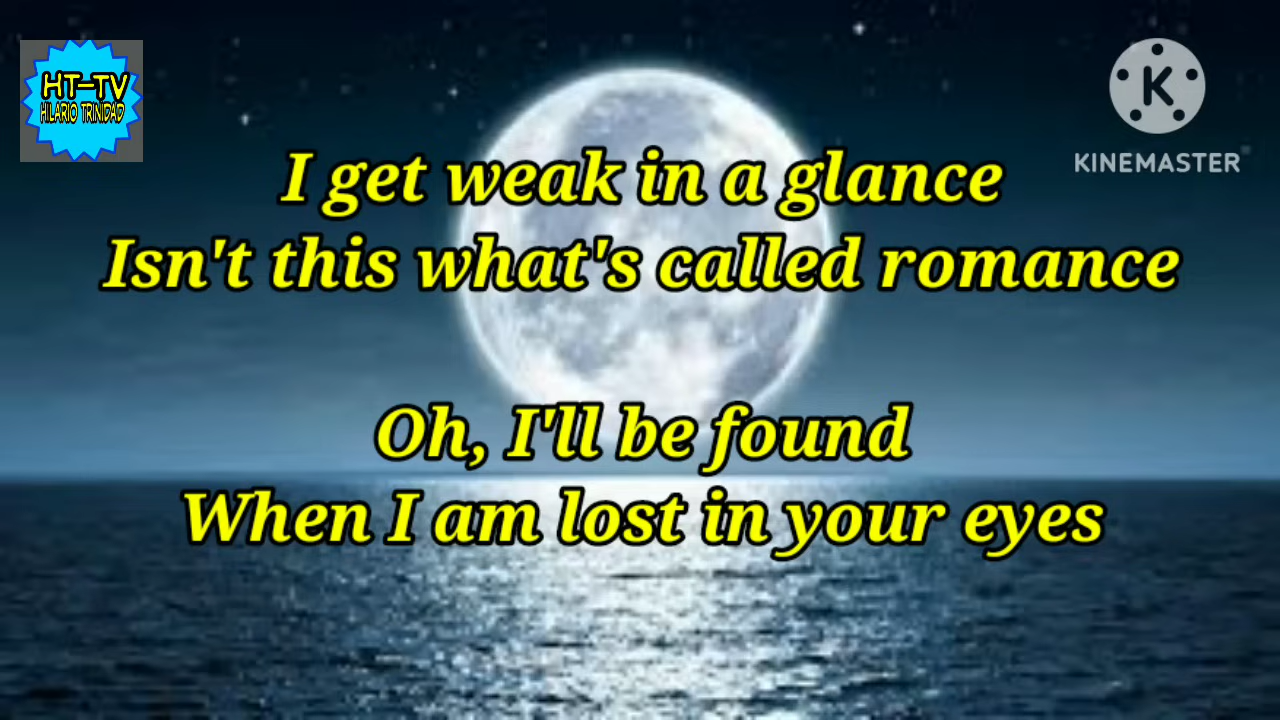 HT-TV
HILARIO TRINIDAD
K
KINEMASTER
I get weak in a glance
Isn't this what's called romance
Oh, I'll be found
When I am lost in your eyes